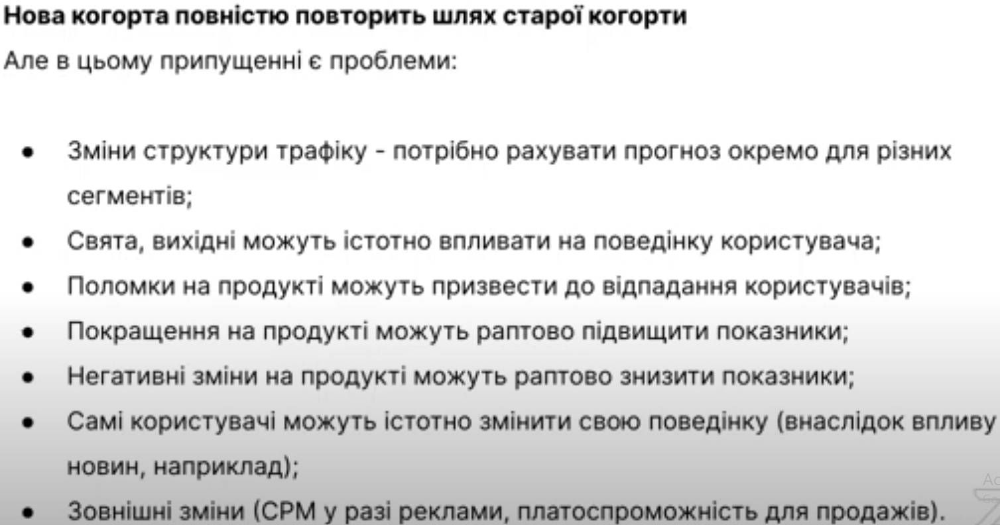 Нова когорта повністю повторить шлях старої когорти
Але в цьому припущенні є проблеми:
● Зміни структури трафіку - потрібно рахувати прогноз окремо для різних
сегментів;
● Свята, вихідні можуть істотно впливати на поведінку користувача;
● Поломки на продукті можуть призвести до відпадання користувачів;
● Покращення на продукті можуть раптово підвищити показники;
● Негативні зміни на продукті можуть раптово знизити показники;
● Самі користувачі можуть істотно змінити свою поведінку (внаслідок впливу
новин, наприклад);
● Зовнішні зміни (CPM у разі реклами, платоспроможність для продажів).